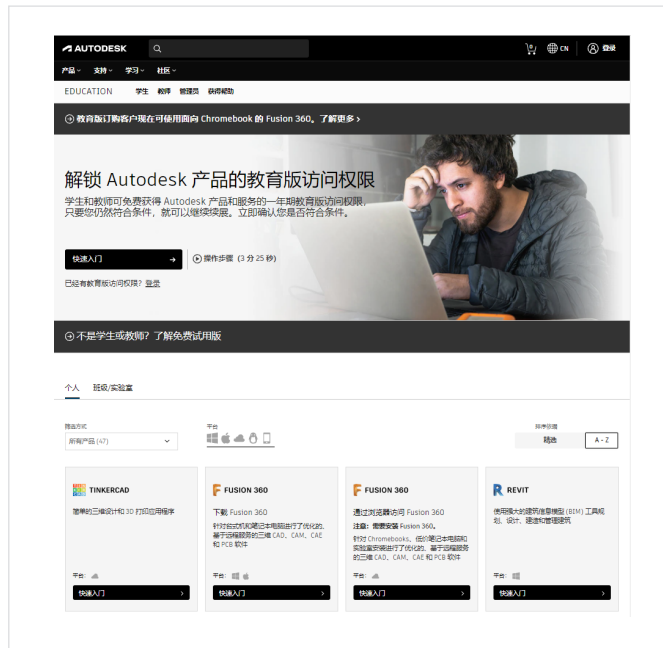 AUTODESK
0
CN
登录
产品
支持
学习
社区
EDUCATION
学生
教师
管理员
获得帮助
教育版订购客户现在可使用面向 Chromebook 的 Fusion 360。了解更多 >
解锁 Autodesk 产品的教育版访问
权限
学生和教师可免费获得 Autodesk 产品和服务的一年期教育版访问权限，
只要您仍然符合条件，就可以继续续展。立即确认您是否符合条件。
快速入门
操作步骤 (3 分 25 秒)
已经有教育版访问权限？ 登录
不是学生或教师？了解免费试用版
个人
班级/实验室
筛选方式
平台
排序依据
所有产品 (47)
精选
A - Z
TINKERCAD
简单的三维设计和 3D 打印应用程序
平台:
快速入门
FUSION 360
下载 Fusion 360
针对台式机和笔记本电脑进行了优化的、
基于远程服务的三维 CAD、CAM、CAE
和 PCB 软件
平台:
快速入门
FUSION 360
通过浏览器访问 Fusion 360
注意：需要安装 Fusion 360。
针对 Chromebooks、低价笔记本电脑和
实验室安装进行了优化的、基于远程服务
的三维 CAD、CAM、CAE 和 PCB 软件
平台:
快速入门
REVIT
使用强大的建筑信息模型 (BIM) 工具规
划、设计、建造和管理建筑
平台:
快速入门